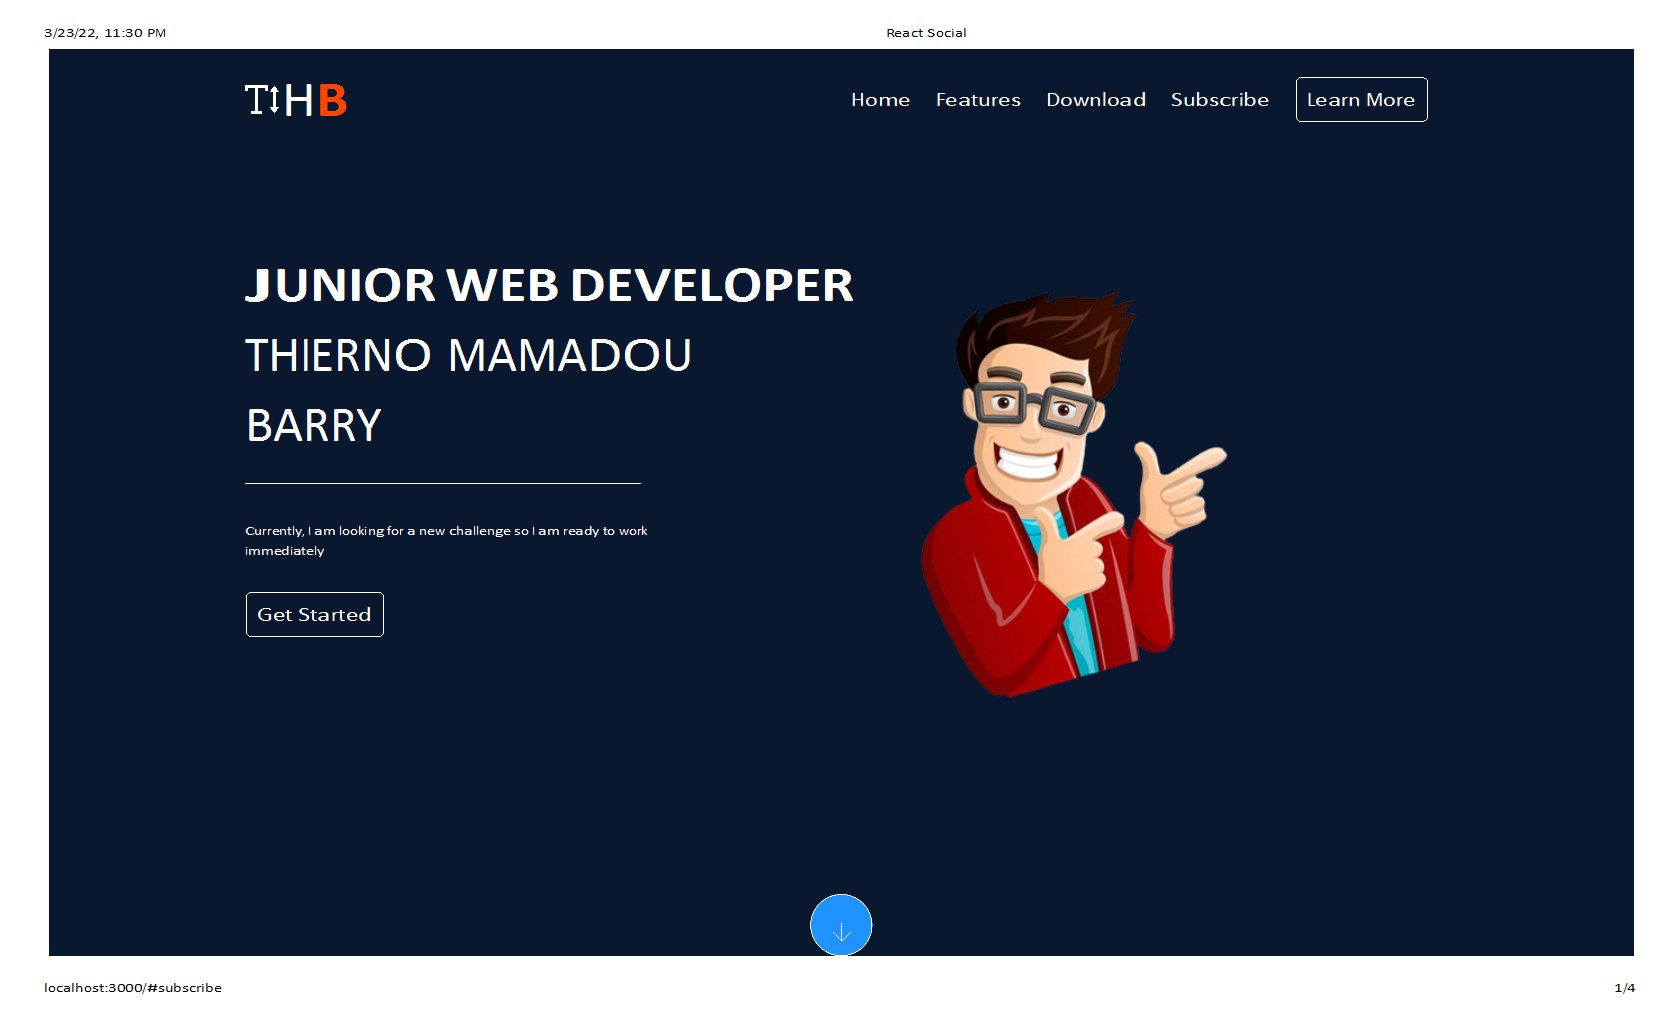 3/23/22, 11:30 PM React Social
T↕HB Home Features Download Subscribe Learn More
JUNIOR WEB DEVELOPER
THIERNO MAMADOU
BARRY
Currently, I am looking for a new challenge so I am ready to work
immediately
Get Started
localhost:3000/#subscribe 1/4